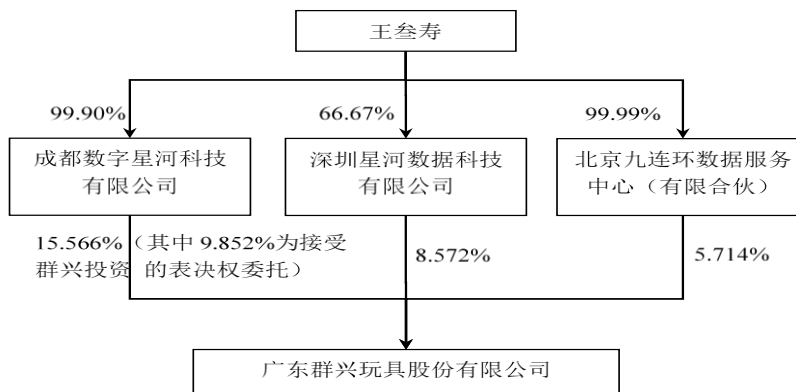 王叁寿
99.90%
66.67%
99.99%
成都数字星河科技
有限公司
深圳星河数据科技
有限公司
北京九连环数据服务
中心（有限合伙）
15.566%（其中 9.852%为接受
群兴投资 的表决权委托）
8.572%
5.714%
广东群兴玩具股份有限公司